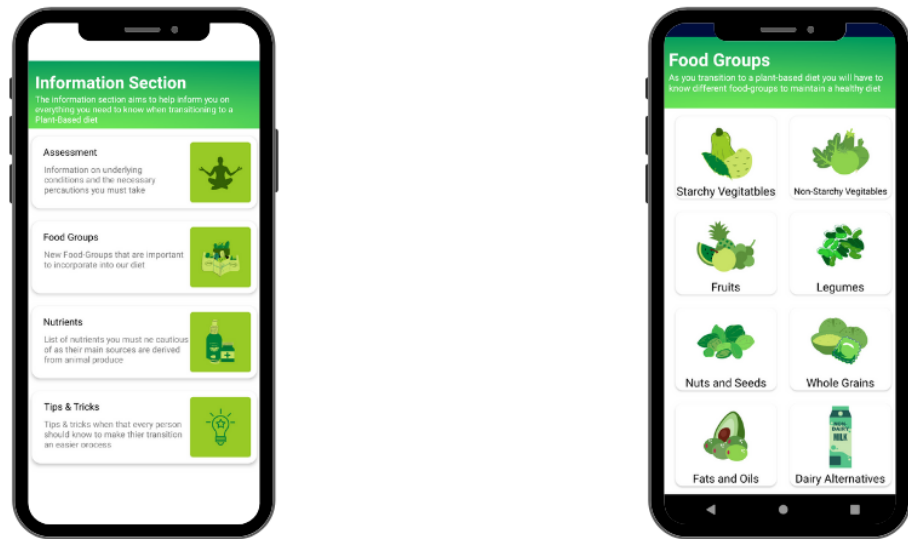 Information Section
The information section aims to help inform you on
everything you need to know when transitioning to a
Plant-Based diet
Assessment
Information on underlying
conditions and the necessary
percautions you must take
Food Groups
New Food-Groups that are important
to incorporate into our diet
Nutrients
List of nutrients you must ne cautious
of as their main sources are derived
from animal produce
Tips & Tricks
Tips & tricks when that every person
should know to make thier transition
an easier process
Food Groups
As you transition to a plant-based diet you will have to
know different food-groups to maintain a healthy diet
Starchy Vegitatbles
Non-Starchy Vegitables
Fruits
Legumes
Nuts and Seeds
Whole Grains
NON-
DAIRY
MILK
Fats and Oils
Dairy Alternatives